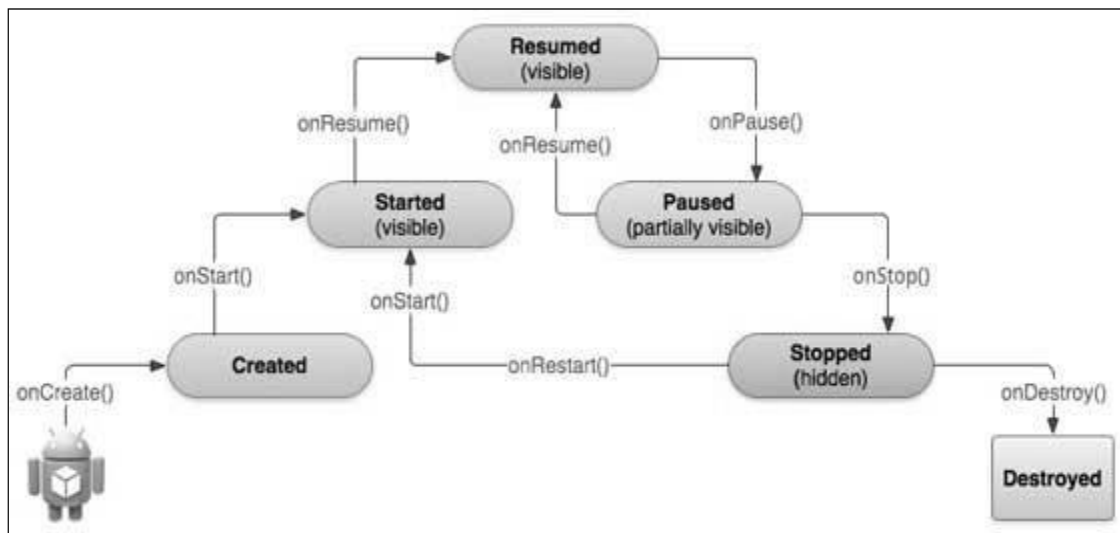 Resumed
(visible)
onResume()
onResume()
onPause()
Started
(visible)
Paused
(partially visible)
onStart()
onStart()
onStop()
Created
onRestart()
Stopped
(hidden)
onCreate()
onDestroy()
Destroyed